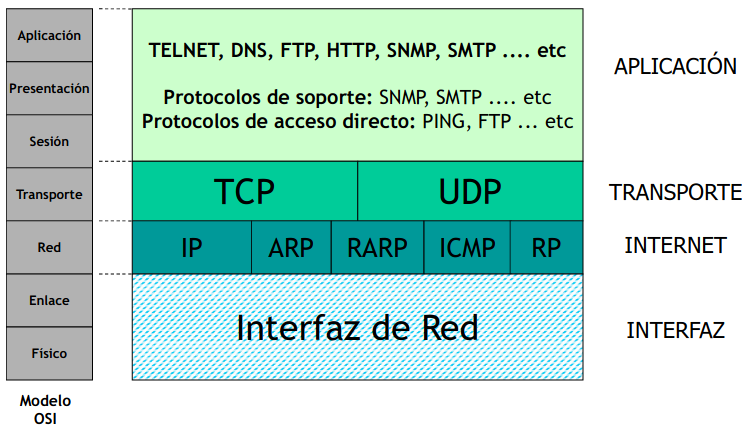 Aplicación
Presentación
Sesión
Transporte
Red
Enlace
Físico
Modelo
OSI
TELNET, DNS, FTP, HTTP, SNMP, SMTP .... etc
Protocolos de soporte: SNMP, SMTP .... etc
Protocolos de acceso directo: PING, FTP ... etc
TCP UDP
IP ARP RARP ICMP RP
Interfaz de Red
APLICACIÓN
TRANSPORTE
INTERNET
INTERFAZ